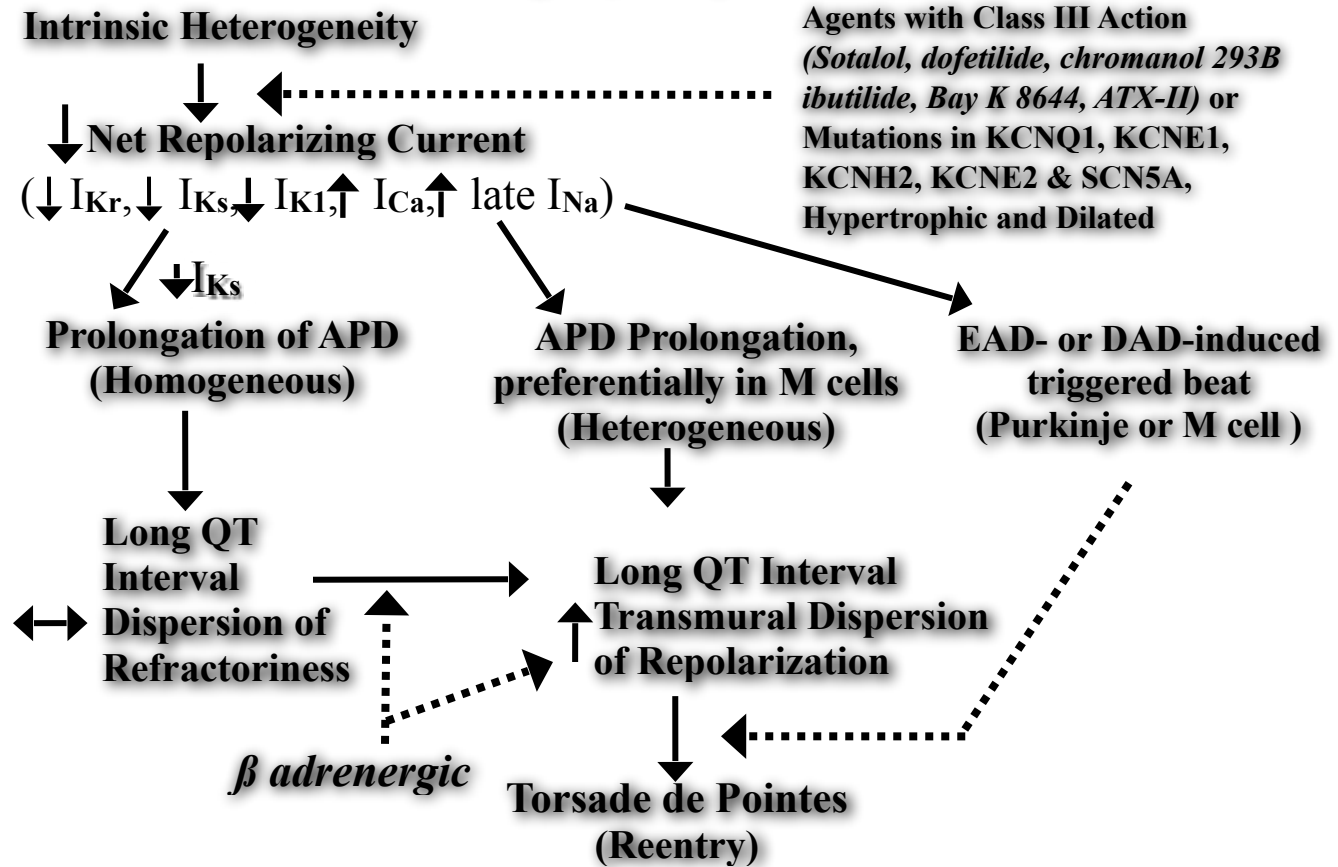 Intrinsic Heterogeneity
Agents with Class III Action
(Sotalol, dofetilide, chromanol 293B
ibutilide, Bay K 8644, ATX-II) or
Mutations in KCNQ1, KCNE1,
KCNH2, KCNE2 & SCN5A,
Hypertrophic and Dilated
↓ Net Repolarizing Current
(↓ IKr, ↓ IKs, ↓ IK1, ↑ ICa, ↑ late INa)
↓ IKs
Prolongation of APD
(Homogeneous)
APD Prolongation,
preferentially in M cells
(Heterogeneous)
EAD- or DAD-induced
triggered beat
(Purkinje or M cell )
Long QT
Interval
↔ Dispersion of
Refractoriness
Long QT Interval
↑ Transmural Dispersion
of Repolarization
β adrenergic
Torsade de Pointes
(Reentry)